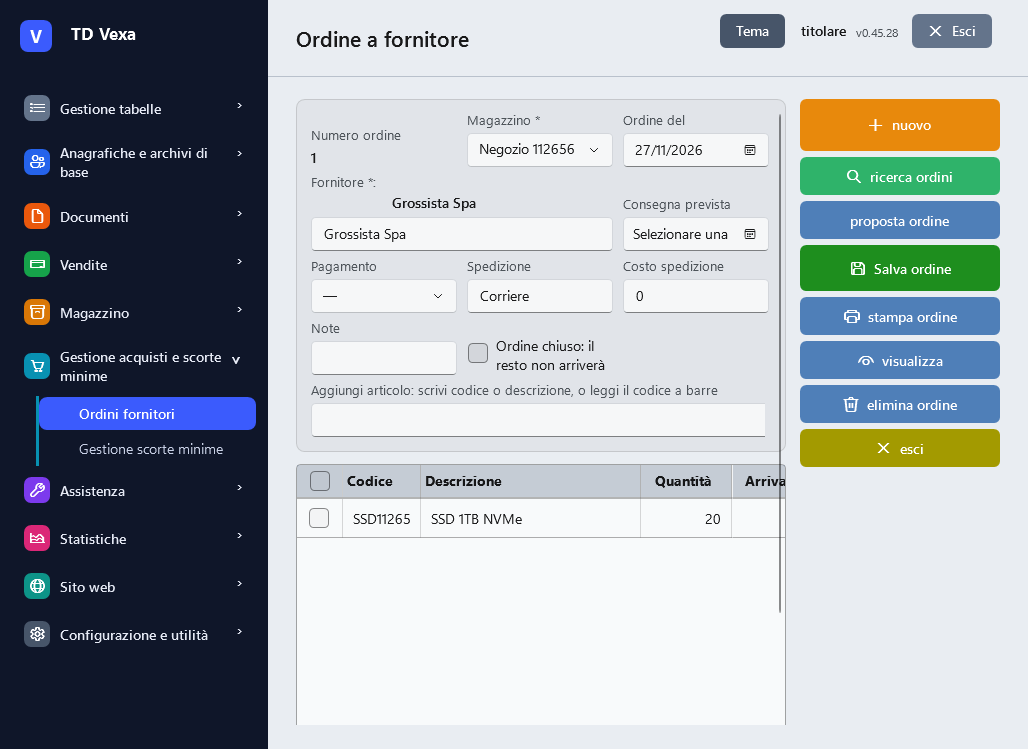 V
TD Vexa
Gestione tabelle
Anagrafiche e archivi di
base
Documenti
Vendite
Magazzino
Gestione acquisti e scorte
minime
Ordini fornitori
Gestione scorte minime
Assistenza
Statistiche
Sito web
Configurazione e utilità
Ordine a fornitore
Tema
titolare
v0.45.28
Esci
Numero ordine
1
Magazzino *
Negozio 112656
Ordine del
27/11/2026
Fornitore *:
Grossista Spa
Grossista Spa
Consegna prevista
Selezionare una
Pagamento
—
Spedizione
Corriere
Costo spedizione
0
Note
Ordine chiuso: il
resto non arriverà
Aggiungi articolo: scrivi codice o descrizione, o leggi il codice a barre
Codice Descrizione Quantità Arriva
SSD11265 SSD 1TB NVMe 20
nuovo
ricerca ordini
proposta ordine
Salva ordine
stampa ordine
visualizza
elimina ordine
esci